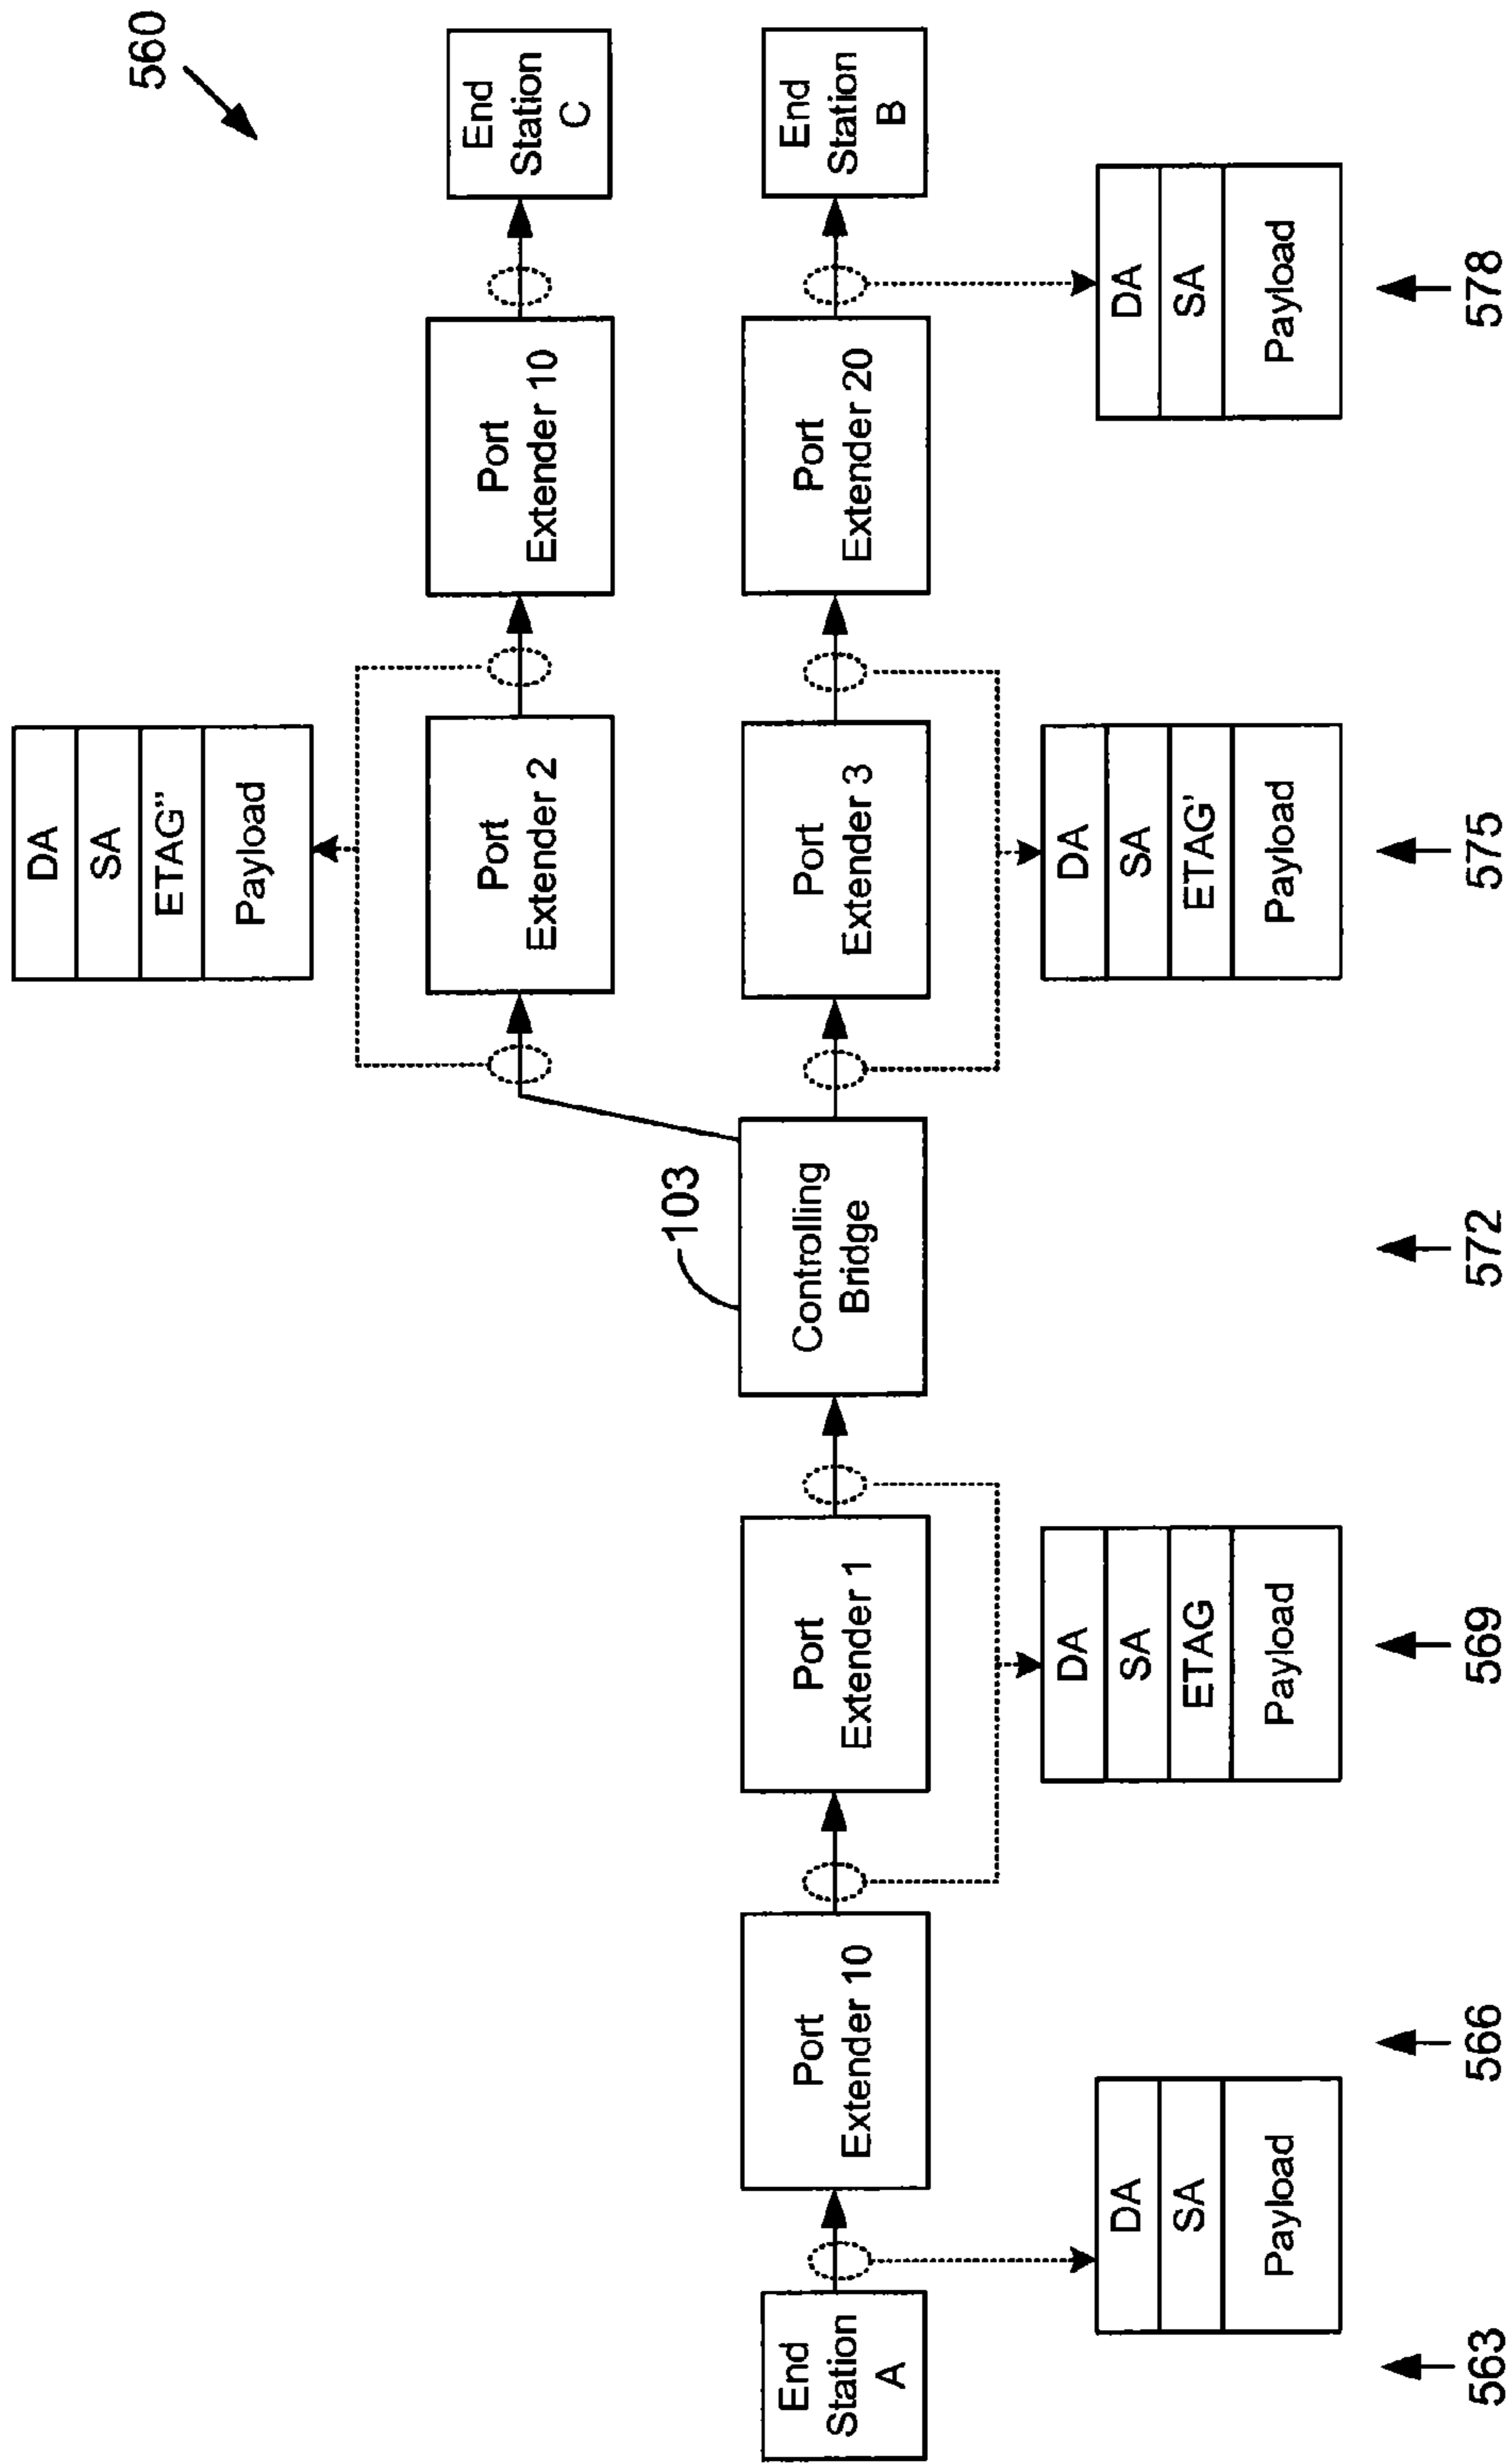 560
DA
SA
ETAG"
Payload
Port
Extender 2
Port
Extender 10
End
Station
C
103
End
Station
A
Port
Extender 10
Port
Extender 1
Controlling
Bridge
Port
Extender 3
Port
Extender 20
End
Station
B
DA
SA
Payload
DA
SA
ETAG
Payload
DA
SA
ETAG'
Payload
DA
SA
Payload
563
566
569
572
575
578